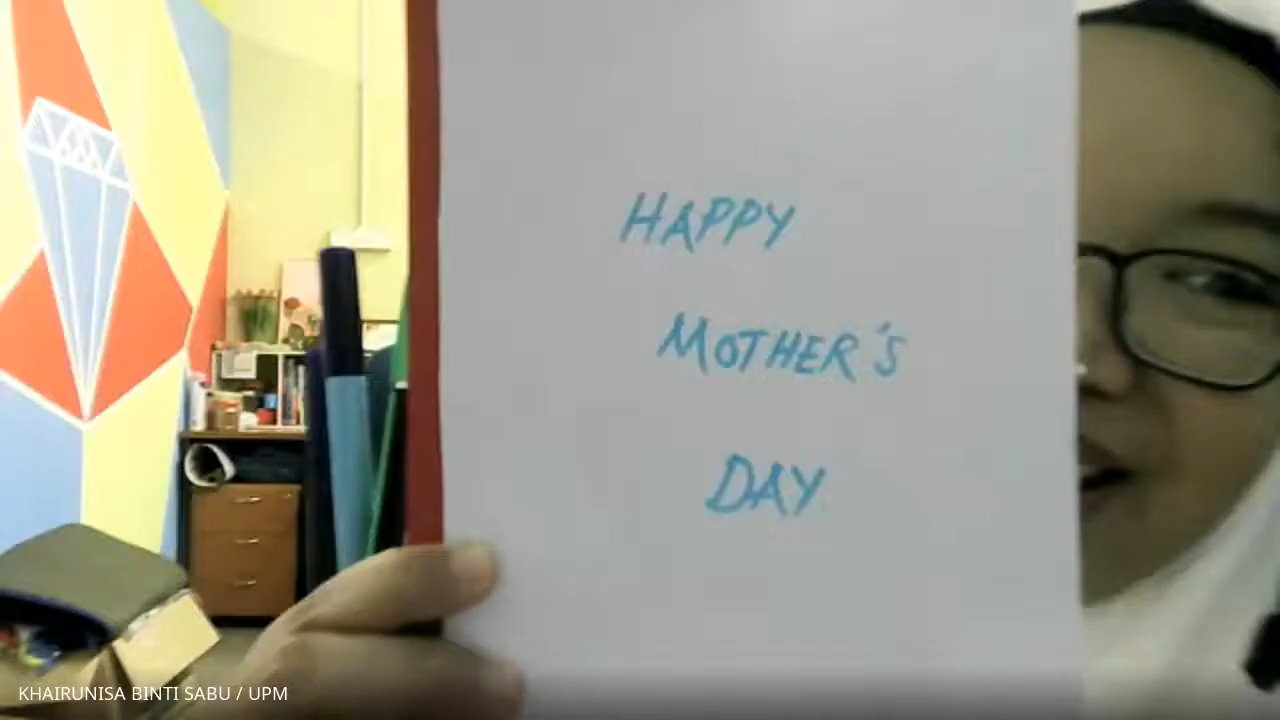 HAPPY
MOTHER'S
DAY
KHAIRUNISA BINTI SABU / UPM